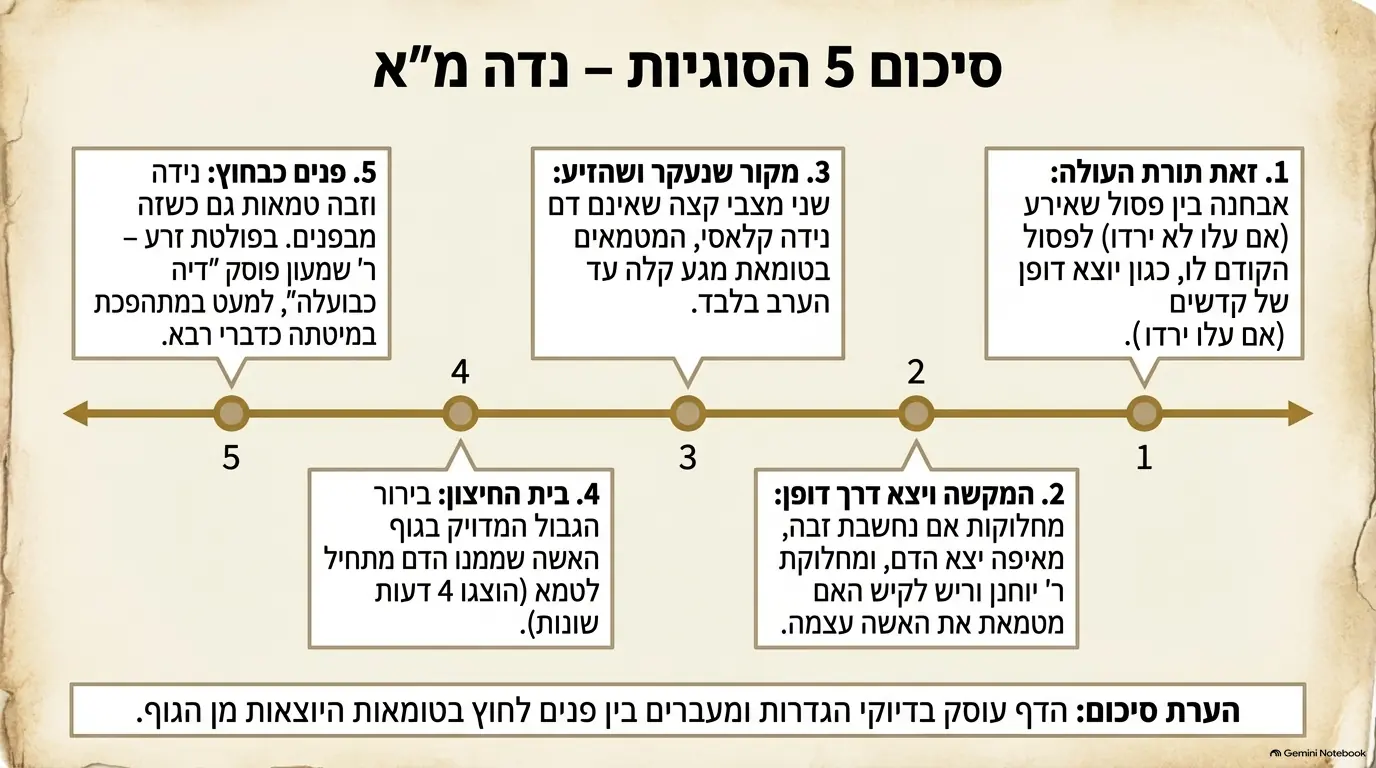 סיכום 5 הסוגיות – נדה מ"א
1. זאת תורת העולה:
אבחנה בין פסול שאירע
(אם עלו לא ירדו) לפסול
הקודם לו, כגון יוצא דופן
של קדשים
(אם עלו ירדו).
3. מקור שנעקר ושהזיע:
שני מצבי קצה שאינם דם
נידה קלאסי, המטמאים
בטומאת מגע קלה עד
הערב בלבד.
5. פנים כבחוץ: נידה
וזבה טמאות גם כשזה
מבפנים. בפולטת זרע –
ר' שמעון פוסק "דיה
כבועלה", למעט במתהפכת
במיטתה כדברי רבא.
2
4
1
3
5
2. המקשה ויצא דרך דופן:
מחלוקות אם נחשבת זבה,
מאיפה יצא הדם, ומחלוקת
ר' יוחנן וריש לקיש האם
מטמאת את האשה עצמה.
4. בית החיצון: בירור
הגבול המדויק בגוף
האשה שממנו הדם מתחיל
לטמא (הוצגו 4 דעות
שונות).
הערת סיכום: הדף עוסק בדיוקי הגדרות ומעברים בין פנים לחוץ בטומאות היוצאות מן הגוף.
Gemini Notebook